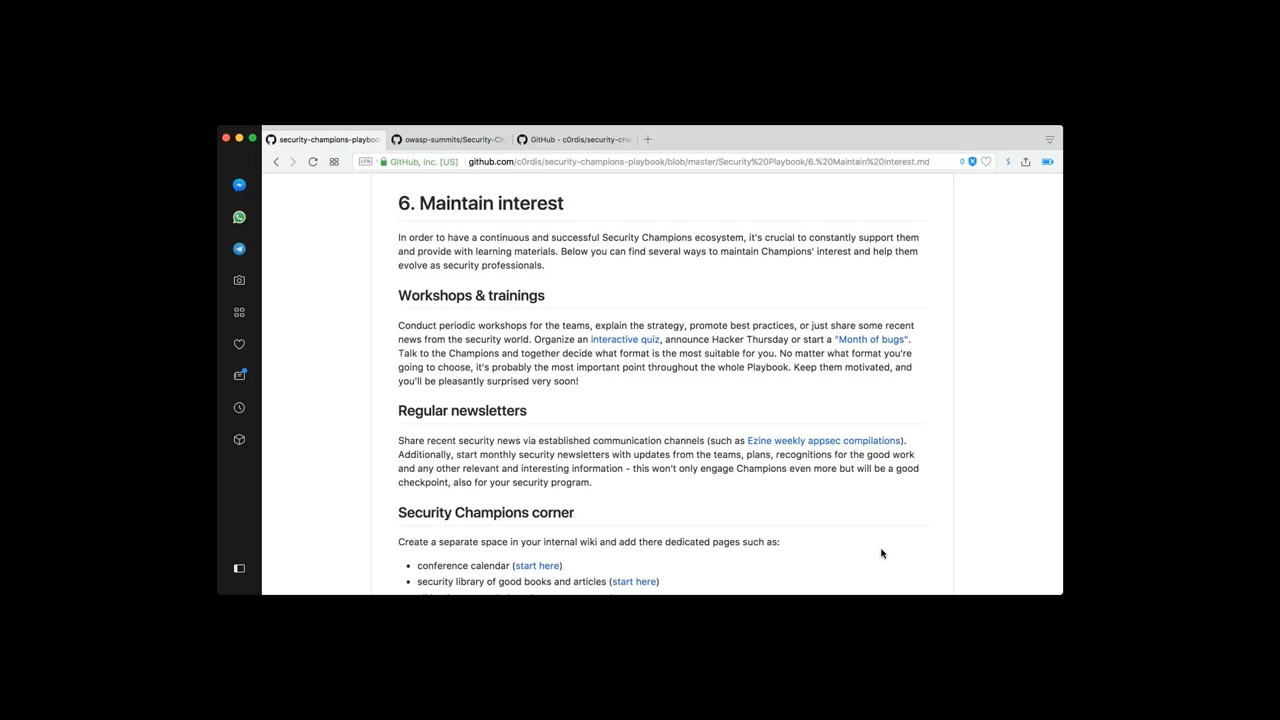 security-champions-playboo
owasp-summits/Security-Ch
GitHub - c0rdis/security-cha
VPN
GitHub, Inc. [US]
github.com/c0rdis/security-champions-playbook/blob/master/Security%20Playbook/6.%20Maintain%20interest.md
0
6. Maintain interest
In order to have a continuous and successful Security Champions ecosystem, it's crucial to constantly support them
and provide with learning materials. Below you can find several ways to maintain Champions' interest and help them
evolve as security professionals.
Workshops & trainings
Conduct periodic workshops for the teams, explain the strategy, promote best practices, or just share some recent
news from the security world. Organize an interactive quiz, announce Hacker Thursday or start a "Month of bugs".
Talk to the Champions and together decide what format is the most suitable for you. No matter what format you're
going to choose, it's probably the most important point throughout the whole Playbook. Keep them motivated, and
you'll be pleasantly surprised very soon!
Regular newsletters
Share recent security news via established communication channels (such as Ezine weekly appsec compilations).
Additionally, start monthly security newsletters with updates from the teams, plans, recognitions for the good work
and any other relevant and interesting information - this won't only engage Champions even more but will be a good
checkpoint, also for your security program.
Security Champions corner
Create a separate space in your internal wiki and add there dedicated pages such as:
• conference calendar (start here)
• security library of good books and articles (start here)